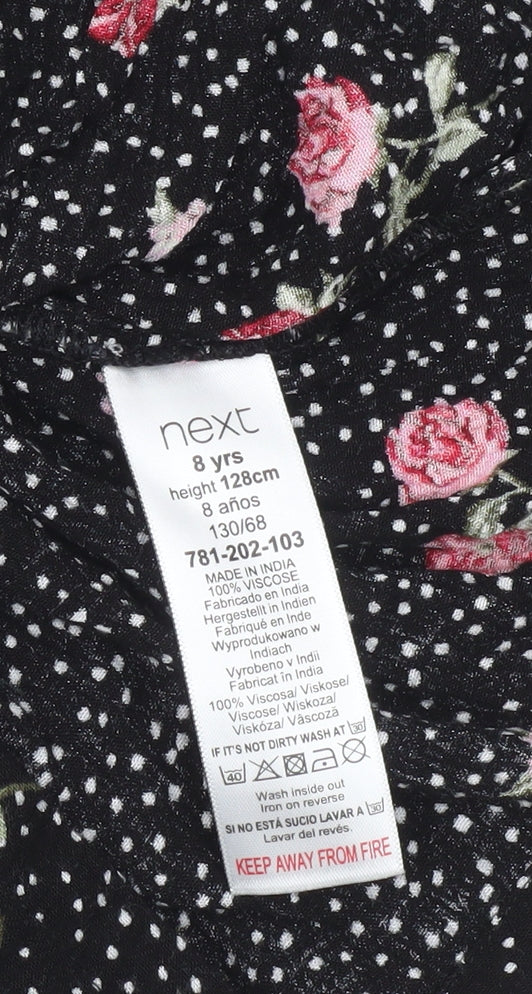 next
8 yrs
height 128cm
8 años
130/68
781-202-103
MADE IN INDIA
100% VISCOSE
Fabricado en India
Hergestellt in Indien
Fabriqué en Inde
Wyprodukowano w
Indiach
Vyrobeno v Indii
Fabricat în India
100% Viscosa/ Viskose/
Viscose/ Wiskoza/
Viskóza/ Vâscoză
IF IT'S NOT DIRTY WASH AT 30
40
Wash inside out
Iron on reverse
SI NO ESTÁ SUCIO LAVAR A 30
Lavar del revés.
KEEP AWAY FROM FIRE